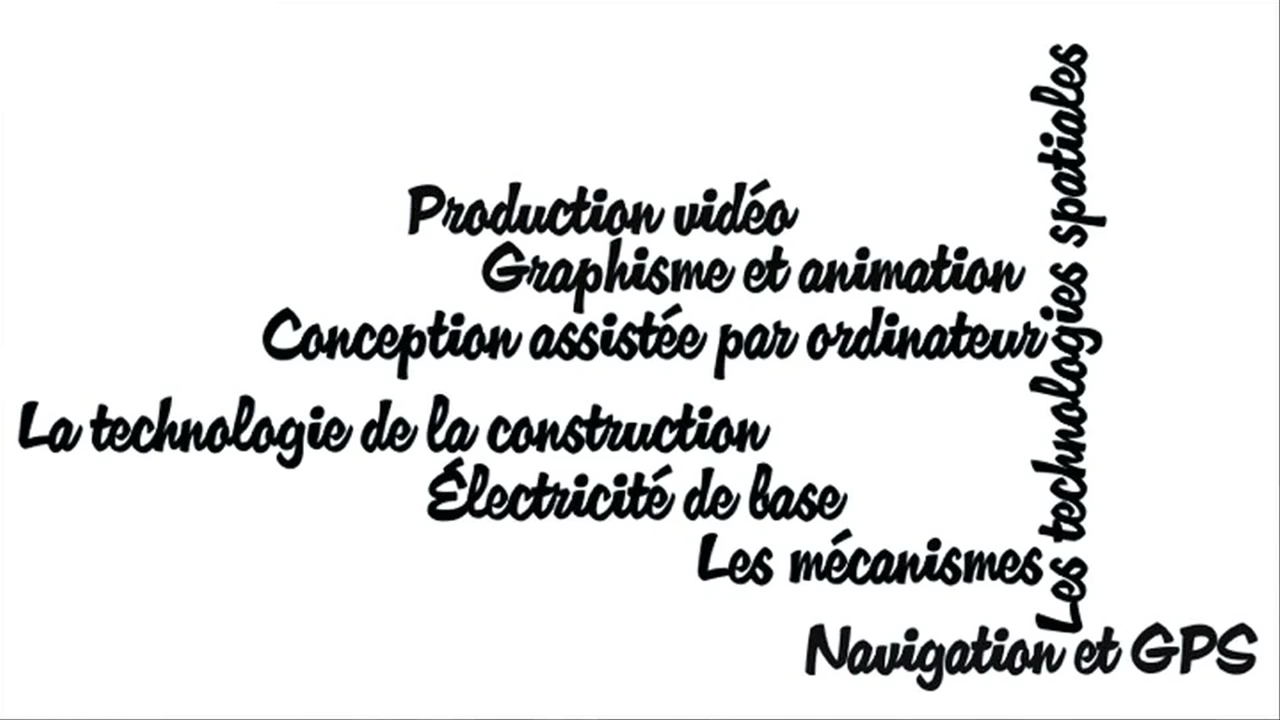 Production vidéo
Graphisme et animation
Conception assistée par ordinateur
La technologie de la construction
Électricité de base
Les mécanismes
Navigation et GPS
Les technologies spatiales